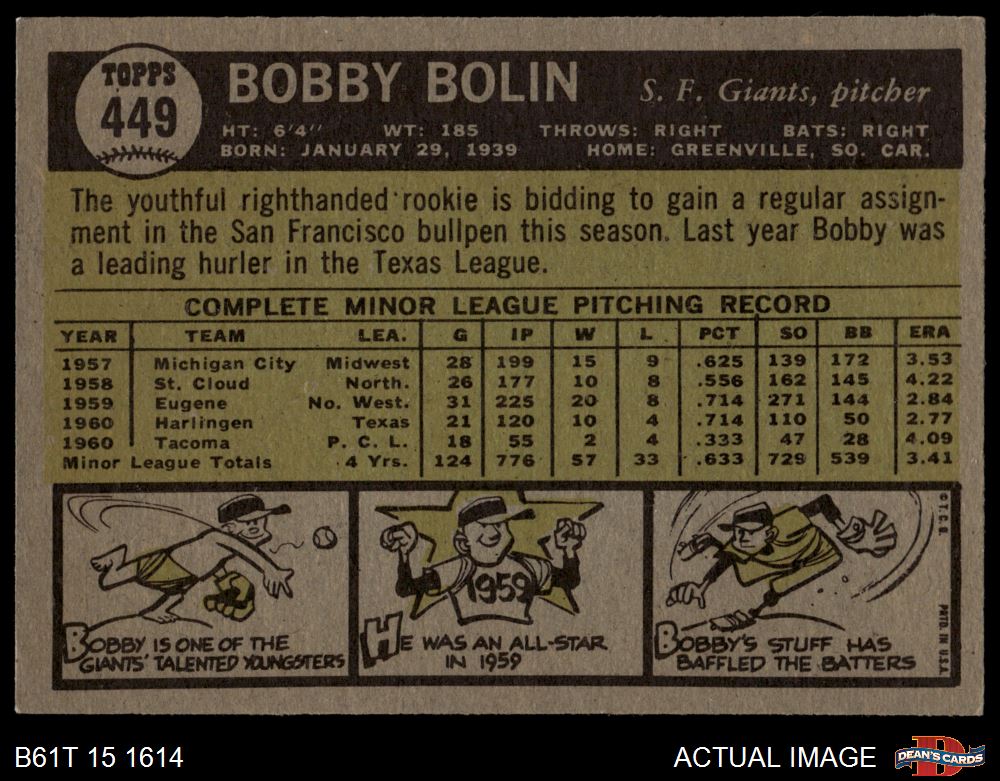 TOPPS
449
BOBBY BOLIN S. F. Giants, pitcher
HT: 6'4" WT: 185 THROWS: RIGHT BATS: RIGHT
BORN: JANUARY 29, 1939 HOME: GREENVILLE, SO. CAR.
The youthful righthanded rookie is bidding to gain a regular assign-
ment in the San Francisco bullpen this season. Last year Bobby was
a leading hurler in the Texas League.
COMPLETE MINOR LEAGUE PITCHING RECORD
YEAR TEAM LEA. G IP W L PCT SO BB ERA
1957 Michigan City Midwest 28 199 15 9 .625 139 172 3.53
1958 St. Cloud North. 26 177 10 8 .556 162 145 4.22
1959 Eugene No. West. 31 225 20 8 .714 271 144 2.84
1960 Harlingen Texas 21 120 10 4 .714 110 50 2.77
1960 Tacoma P. C. L. 18 55 2 4 .333 47 28 4.09
Minor League Totals 4 Yrs. 124 776 57 33 .633 729 539 3.41
BOBBY IS ONE OF THE
GIANTS' TALENTED YOUNGSTERS
1959
HE WAS AN ALL-STAR
IN 1959
BOBBY'S STUFF HAS
BAFFLED THE BATTERS
© T.C.G.
PRTD. IN U.S.A.
B61T 15 1614 ACTUAL IMAGE
D
DEAN'S CARDS